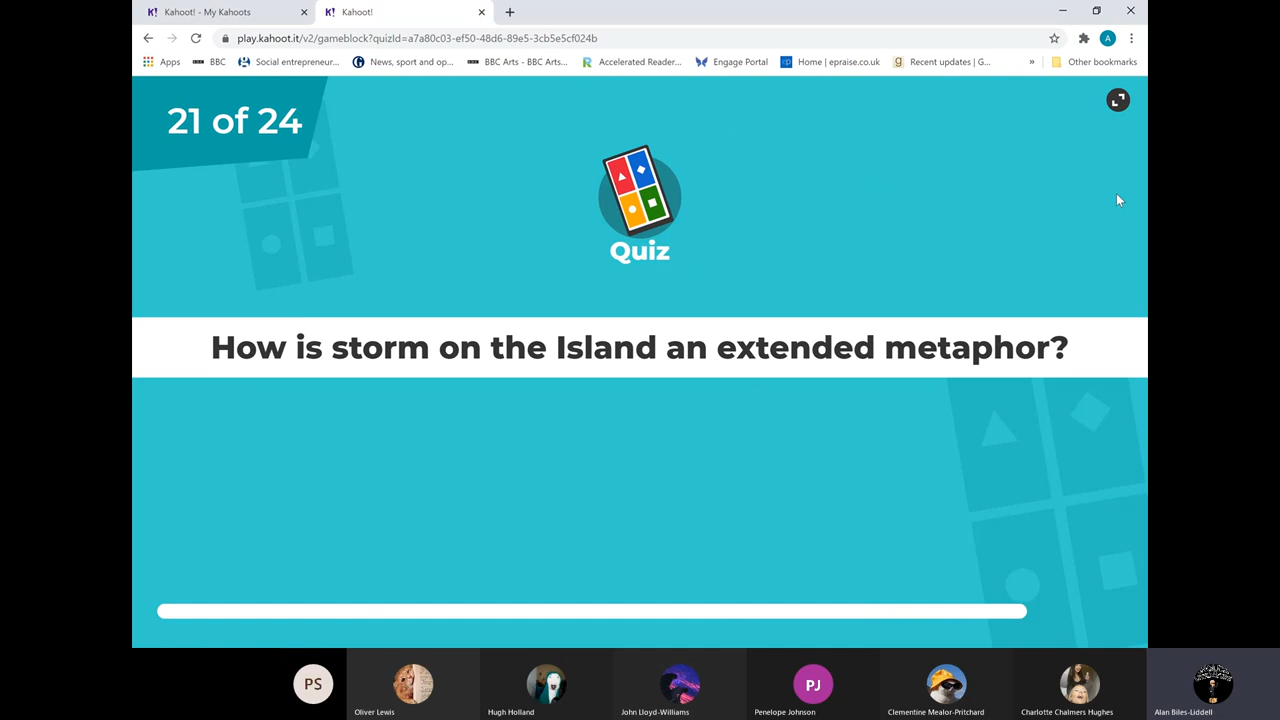 Kahoot! - My Kahoots
Kahoot!
play.kahoot.it/v2/gameblock?quizId=a7a80c03-ef50-48d6-89e5-3cb5e5cf024b
A
Apps
BBC
Social entrepreneur...
News, sport and op...
BBC Arts - BBC Arts...
Accelerated Reader...
Engage Portal
Home | epraise.co.uk
Recent updates | G...
»
Other bookmarks
21 of 24
Quiz
How is storm on the Island an extended metaphor?
PS
PJ
Oliver Lewis
Hugh Holland
John Lloyd-Williams
Penelope Johnson
Clementine Mealor-Pritchard
Charlotte Chalmers Hughes
Alan Biles-Liddell